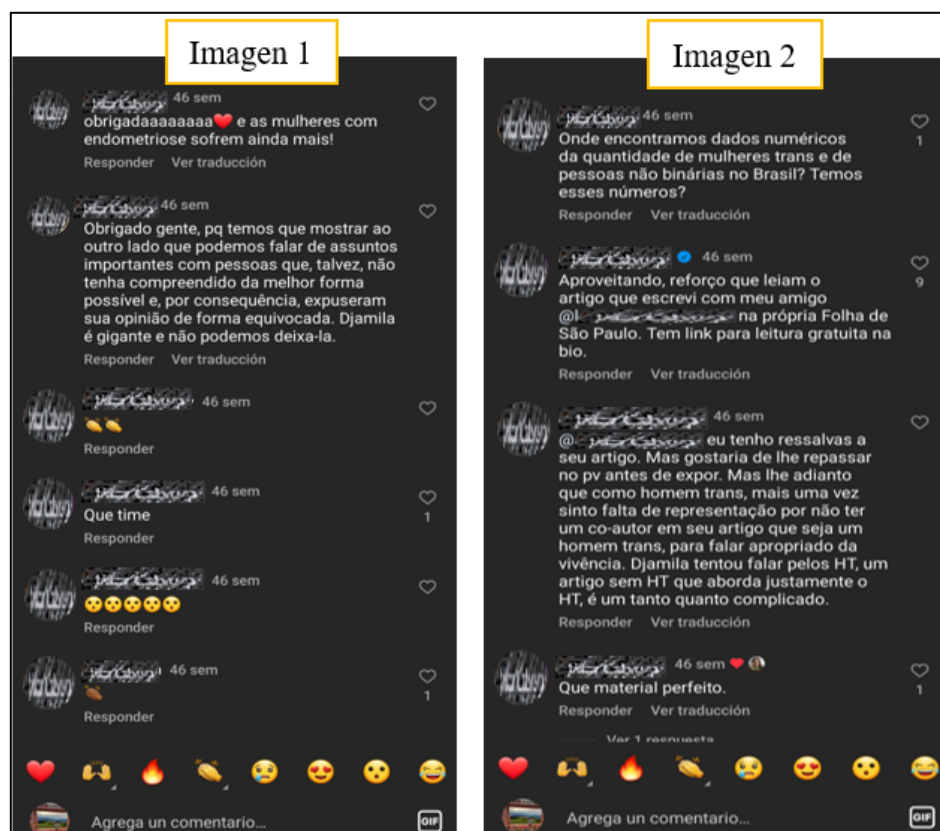 Imagen 1
46 sem
obrigadaaaaaaaa❤️ e as mulheres com
endometriose sofrem ainda mais!
Responder Ver traducción
46 sem
Obrigado gente, pq temos que mostrar ao
outro lado que podemos falar de assuntos
importantes com pessoas que, talvez, não
tenha compreendido da melhor forma
possível e, por consequência, expuseram
sua opinião de forma equivocada. Djamila
é gigante e não podemos deixa-la.
Responder Ver traducción
46 sem
👏👏
Responder
46 sem
Que time
1
Responder
46 sem
😯😯😯😯😯
Responder
46 sem
👏🏾
1
Responder
❤️ 🙌 🔥 👏 😢 😍 😯 😂
Agrega un comentario... GIF
Imagen 2
46 sem
Onde encontramos dados numéricos
1
da quantidade de mulheres trans e de
pessoas não binárias no Brasil? Temos
esses números?
Responder Ver traducción
46 sem
Aproveitando, reforço que leiam o
9
artigo que escrevi com meu amigo
@l na própria Folha de
São Paulo. Tem link para leitura gratuita na
bio.
Responder Ver traducción
46 sem
@ eu tenho ressalvas a
seu artigo. Mas gostaria de lhe repassar
no pv antes de expor. Mas lhe adianto
que como homem trans, mais uma vez
sinto falta de representação por não ter
um co-autor em seu artigo que seja um
homem trans, para falar apropriado da
vivência. Djamila tentou falar pelos HT, um
artigo sem HT que aborda justamente o
HT, é um tanto quanto complicado.
Responder Ver traducción
46 sem ❤️
Que material perfeito.
1
Responder Ver traducción
Ver 1 respuesta
❤️ 🙌 🔥 👏 😢 😍 😯 😂
Agrega un comentario... GIF